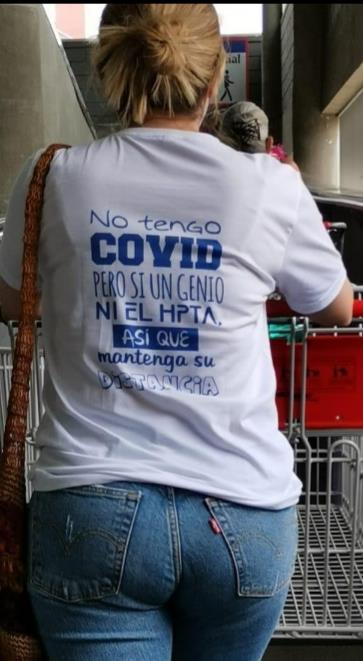 No tengo
COVID
PERO SI UN GENIO
NI EL HPTA,
ASÍ QUE
mantenga su
DISTANCIA